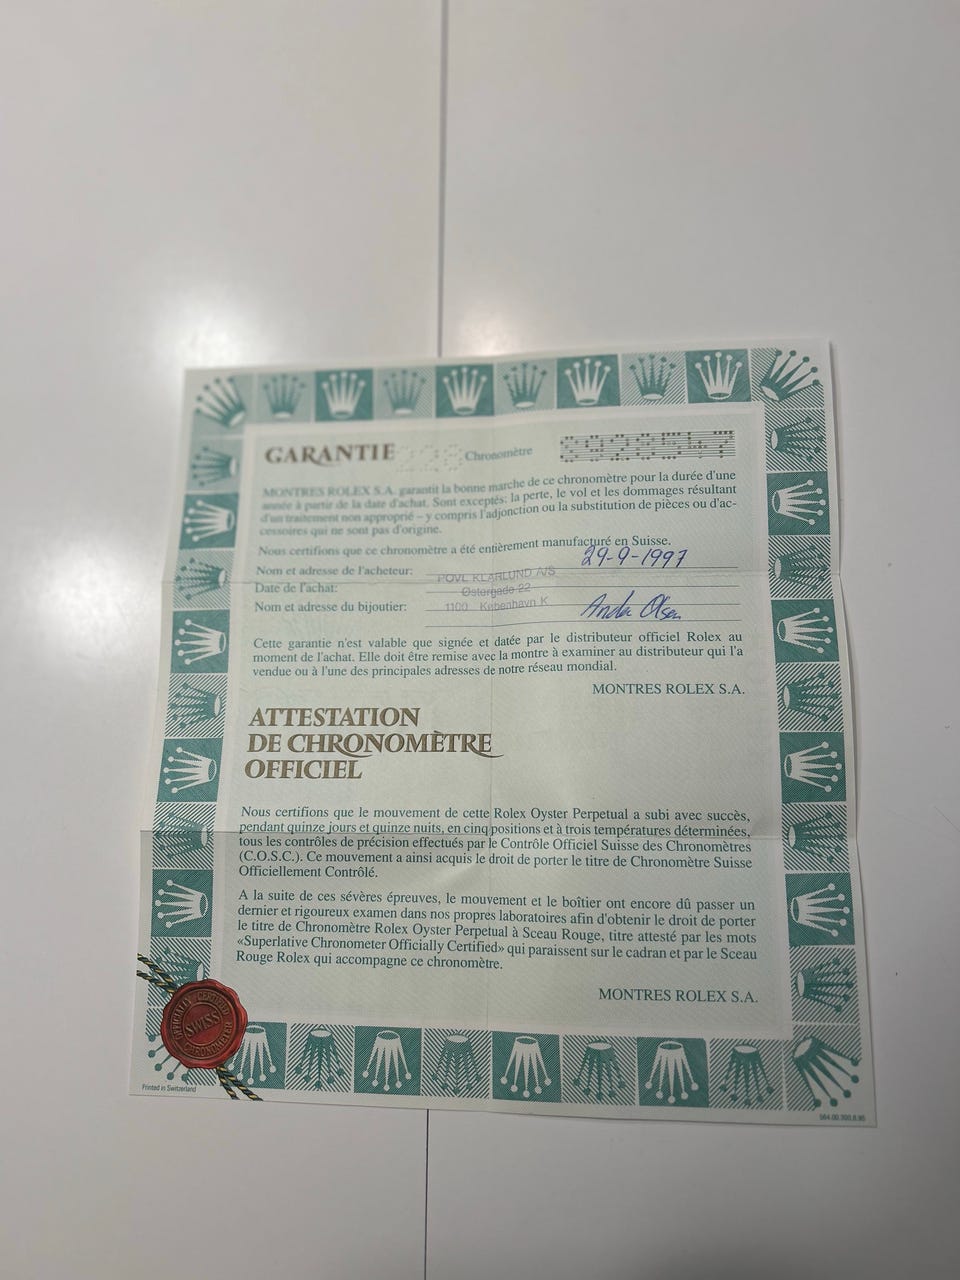 GARANTIE 228 Chronomètre
MONTRES ROLEX S.A. garantit la bonne marche de ce chronomètre pour la durée d'une
année à partir de la date d'achat. Sont exceptés: la perte, le vol et les dommages résultant
d'un traitement non approprié – y compris l'adjonction ou la substitution de pièces ou d'ac-
cessoires qui ne sont pas d'origine.
Nous certifions que ce chronomètre a été entièrement manufacturé en Suisse.
29-9-1997
Nom et adresse de l'acheteur:
POVL KLARLUND A/S
Date de l'achat:
Østergade 22
Nom et adresse du bijoutier:
1100 København K
Cette garantie n'est valable que signée et datée par le distributeur officiel Rolex au
moment de l'achat. Elle doit être remise avec la montre à examiner au distributeur qui l'a
vendue ou à l'une des principales adresses de notre réseau mondial.
MONTRES ROLEX S.A.
ATTESTATION
DE CHRONOMÈTRE
OFFICIEL
Nous certifions que le mouvement de cette Rolex Oyster Perpetual a subi avec succès,
pendant quinze jours et quinze nuits, en cinq positions et à trois températures déterminées,
tous les contrôles de précision effectués par le Contrôle Officiel Suisse des Chronomètres
(C.O.S.C.). Ce mouvement a ainsi acquis le droit de porter le titre de Chronomètre Suisse
Officiellement Contrôlé.
A la suite de ces sévères épreuves, le mouvement et le boîtier ont encore dû passer un
dernier et rigoureux examen dans nos propres laboratoires afin d'obtenir le droit de porter
le titre de Chronomètre Rolex Oyster Perpetual à Sceau Rouge, titre attesté par les mots
«Superlative Chronometer Officially Certified» qui paraissent sur le cadran et par le Sceau
Rouge Rolex qui accompagne ce chronomètre.
MONTRES ROLEX S.A.
OFFICIALLY CERTIFIED
SWISS
CHRONOMETER
Printed in Switzerland